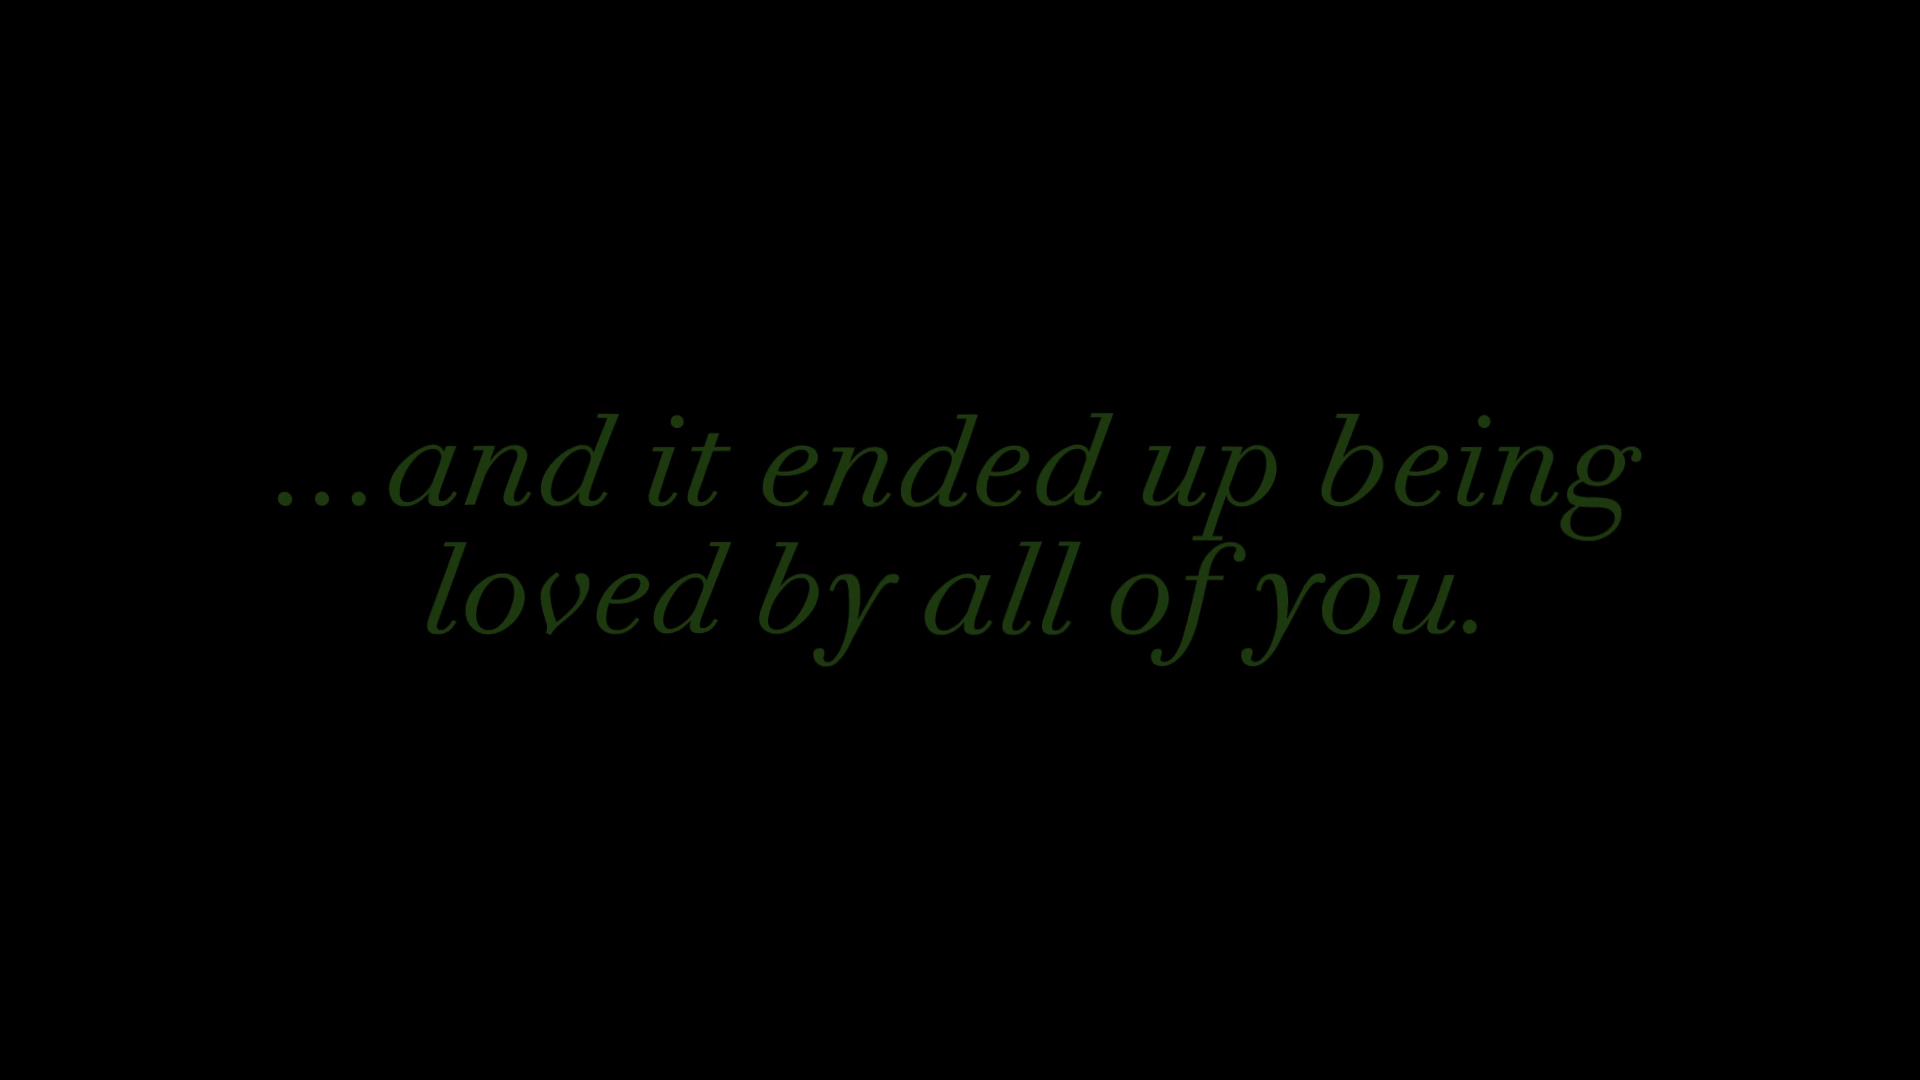 ...and it ended up being
loved by all of you.